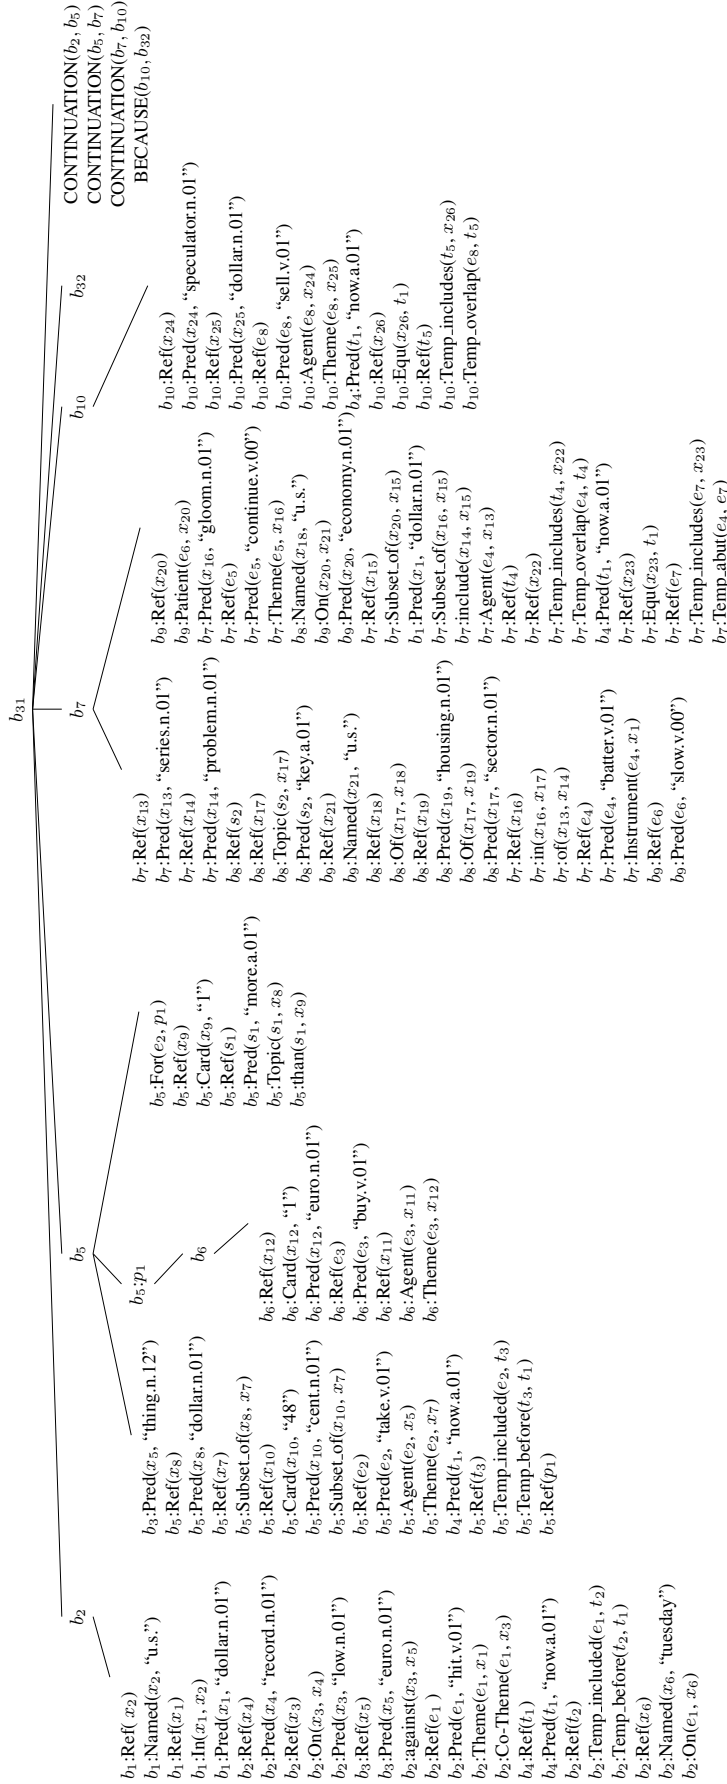 b31
b2
b5
b7
b10
b32
CONTINUATION(b2, b5)
CONTINUATION(b5, b7)
CONTINUATION(b7, b10)
BECAUSE(b10, b32)
b1:Ref( x2)
b1:Named(x2, “u.s.”)
b1:Ref(x1)
b1:In(x1, x2)
b1:Pred(x1, “dollar.n.01”)
b2:Ref(x4)
b2:Pred(x4, “record.n.01”)
b2:Ref(x3)
b2:On(x3, x4)
b2:Pred(x3, “low.n.01”)
b3:Ref(x5)
b3:Pred(x5, “euro.n.01”)
b2:against(x3, x5)
b2:Ref(e1 )
b2:Pred(e1, “hit.v.01”)
b2:Theme(e1, x1)
b2:Co-Theme(e1, x3)
b4:Ref(t1)
b4:Pred(t1, “now.a.01”)
b2:Ref(t2)
b2:Temp_included(e1, t2)
b2:Temp_before(t2, t1)
b2:Ref(x6)
b2:Named(x6, “tuesday”)
b2:On(e1, x6)
b3:Pred(x5, “thing.n.12”)
b5:Ref(x8)
b5:Pred(x8, “dollar.n.01”)
b5:Ref(x7)
b5:Subset_of(x8, x7)
b5:Ref(x10)
b5:Card(x10, “48”)
b5:Pred(x10, “cent.n.01”)
b5:Subset_of(x10, x7)
b5:Ref(e2)
b5:Pred(e2, “take.v.01”)
b5:Agent(e2, x5)
b5:Theme(e2, x7)
b4:Pred(t1, “now.a.01”)
b5:Ref(t3)
b5:Temp_included(e2, t3)
b5:Temp_before(t3, t1)
b5:Ref(p1)
b5:p1
b6
b6:Ref(x12)
b6:Card(x12, “1”)
b6:Pred(x12, “euro.n.01”)
b6:Ref(e3)
b6:Pred(e3, “buy.v.01”)
b6:Ref(x11)
b6:Agent(e3, x11)
b6:Theme(e3, x12)
b5:For(e2, p1)
b5:Ref(x9)
b5:Card(x9, “1”)
b5:Ref(s1)
b5:Pred(s1, “more.a.01”)
b5:Topic(s1, x8)
b5:than(s1, x9)
b7:Ref(x13)
b7:Pred(x13, “series.n.01”)
b7:Ref(x14)
b7:Pred(x14, “problem.n.01”)
b8:Ref(s2)
b8:Ref(x17)
b8:Topic(s2, x17)
b8:Pred(s2, “key.a.01”)
b9:Ref(x21)
b9:Named(x21, “u.s.”)
b8:Ref(x18)
b8:Of(x17, x18)
b8:Ref(x19)
b8:Pred(x19, “housing.n.01”)
b8:Of(x17, x19)
b8:Pred(x17, “sector.n.01”)
b7:Ref(x16)
b7:in(x16, x17)
b7:of(x13, x14)
b7:Ref(e4)
b7:Pred(e4, “batter.v.01”)
b7:Instrument(e4, x1)
b9:Ref(e6)
b9:Pred(e6, “slow.v.00”)
b9:Ref(x20)
b9:Patient(e6, x20)
b7:Pred(x16, “gloom.n.01”)
b7:Ref(e5)
b7:Pred(e5, “continue.v.00”)
b7:Theme(e5, x16)
b8:Named(x18, “u.s.”)
b9:On(x20, x21)
b9:Pred(x20, “economy.n.01”)
b7:Ref(x15)
b7:Subset_of(x20, x15)
b1:Pred(x1, “dollar.n.01”)
b7:Subset_of(x16, x15)
b7:include(x14, x15)
b7:Agent(e4, x13)
b7:Ref(t4)
b7:Ref(x22)
b7:Temp_includes(t4, x22)
b7:Temp_overlap(e4, t4)
b4:Pred(t1, “now.a.01”)
b7:Ref(x23)
b7:Equ(x23, t1)
b7:Ref(e7)
b7:Temp_includes(e7, x23)
b7:Temp_abut(e4, e7)
b10:Ref(x24)
b10:Pred(x24, “speculator.n.01”)
b10:Ref(x25)
b10:Pred(x25, “dollar.n.01”)
b10:Ref(e8)
b10:Pred(e8, “sell.v.01”)
b10:Agent(e8, x24)
b10:Theme(e8, x25)
b4:Pred(t1, “now.a.01”)
b10:Ref(x26)
b10:Equ(x26, t1)
b10:Ref(t5)
b10:Temp_includes(t5, x26)
b10:Temp_overlap(e8, t5)